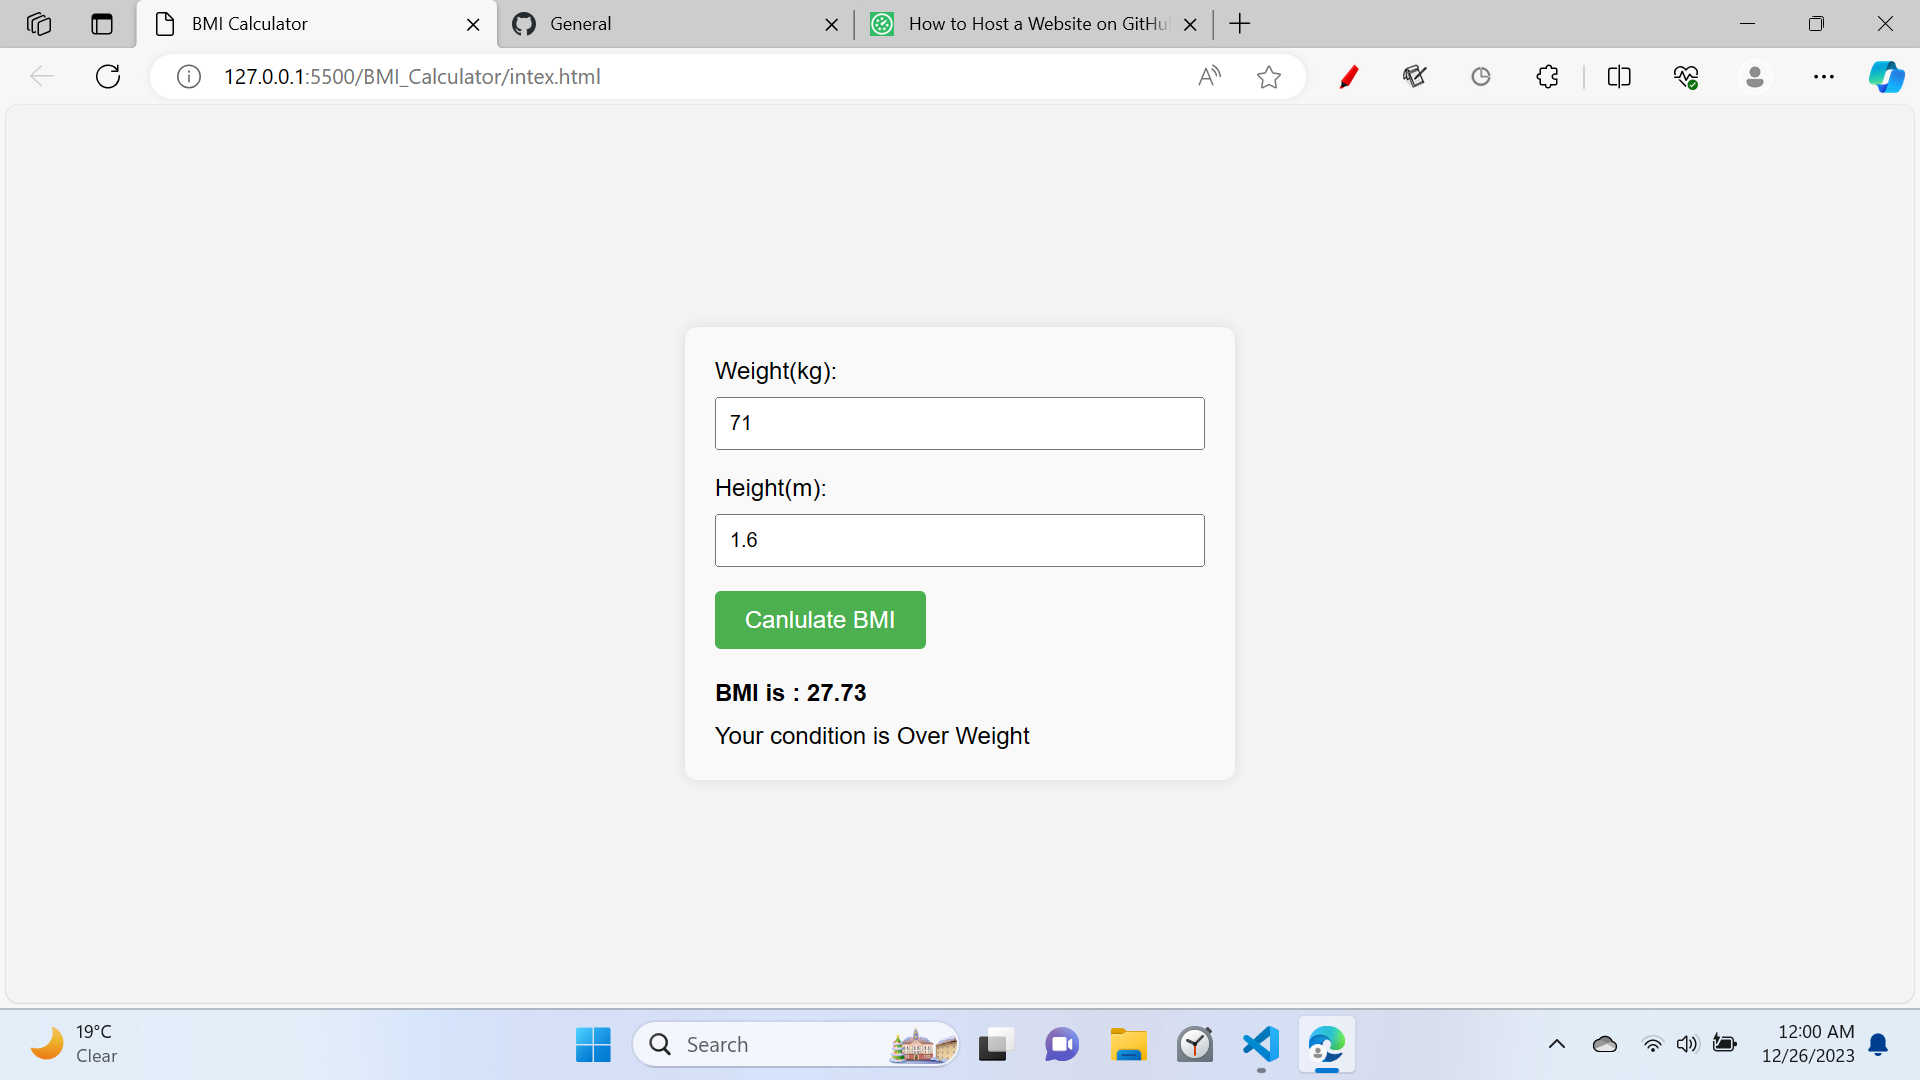 BMI Calculator
General
How to Host a Website on GitHu
127.0.0.1:5500/BMI_Calculator/intex.html
Weight(kg):
71
Height(m):
1.6
Canlulate BMI
BMI is : 27.73
Your condition is Over Weight
19°C
Clear
Search
12:00 AM
12/26/2023